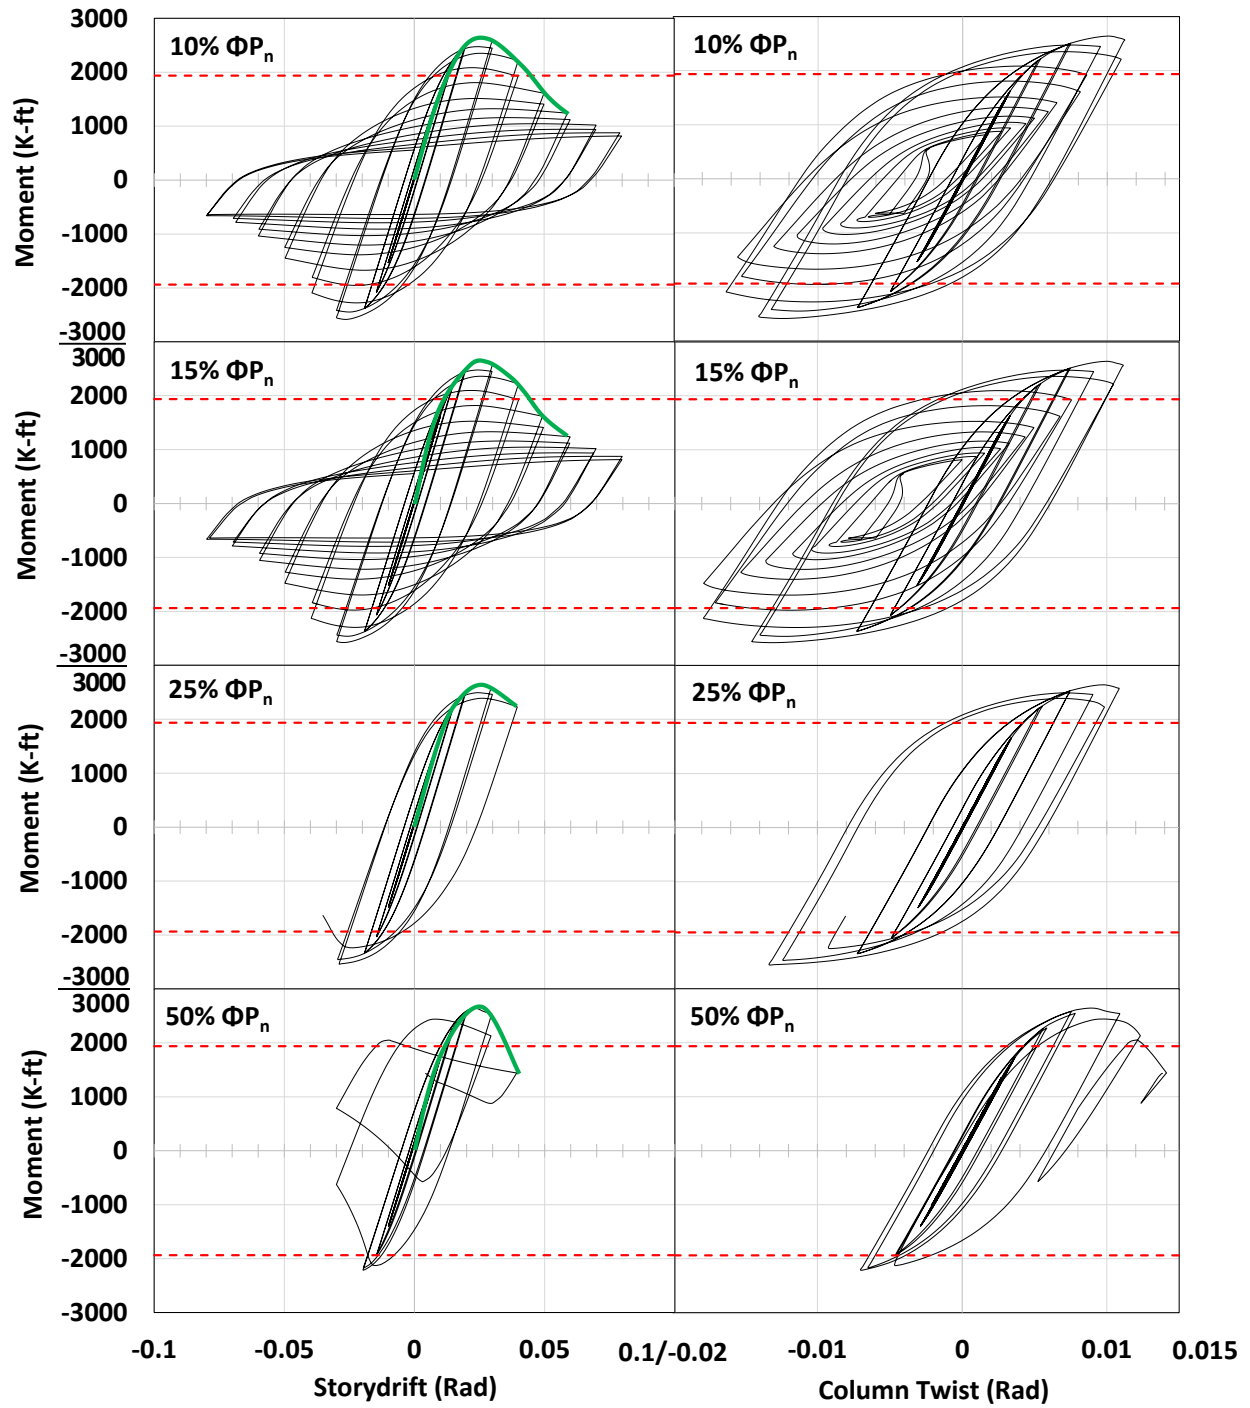 3000
2000
1000
0
-1000
-2000
-3000
Moment (K-ft)
10% ΦPn
10% ΦPn
3000
2000
1000
0
-1000
-2000
-3000
Moment (K-ft)
15% ΦPn
15% ΦPn
3000
2000
1000
0
-1000
-2000
-3000
Moment (K-ft)
25% ΦPn
25% ΦPn
3000
2000
1000
0
-1000
-2000
-3000
Moment (K-ft)
50% ΦPn
50% ΦPn
-0.1 -0.05 0 0.05 0.1/-0.02 -0.01 0 0.01 0.015
Storydrift (Rad) Column Twist (Rad)